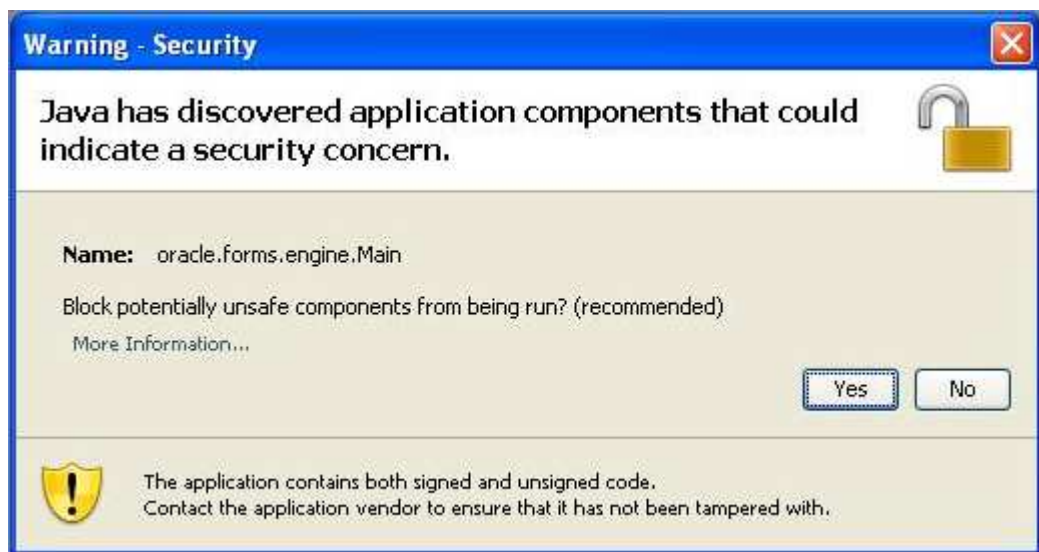 Warning - Security
Java has discovered application components that could
indicate a security concern.
Name: oracle.forms.engine.Main
Block potentially unsafe components from being run? (recommended)
More Information...
Yes No
The application contains both signed and unsigned code.
Contact the application vendor to ensure that it has not been tampered with.